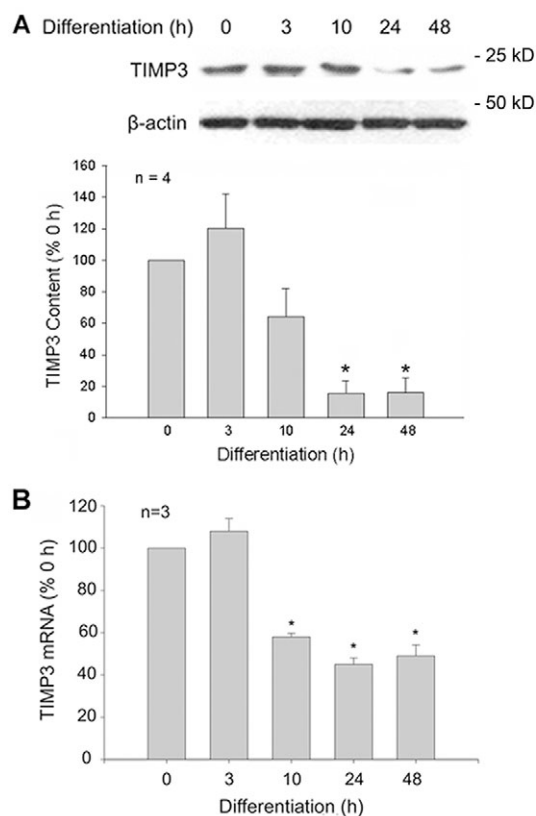 A Differentiation (h) 0 3 10 24 48
TIMP3 - 25 kD
- 50 kD
β-actin
n = 4
160
140
120
100
80
60
40
20
0
TIMP3 Content (% 0 h)
* *
0 3 10 24 48
Differentiation (h)
B
n=3
120
100
80
60
40
20
0
TIMP3 mRNA (% 0 h)
* * *
0 3 10 24 48
Differentiation (h)